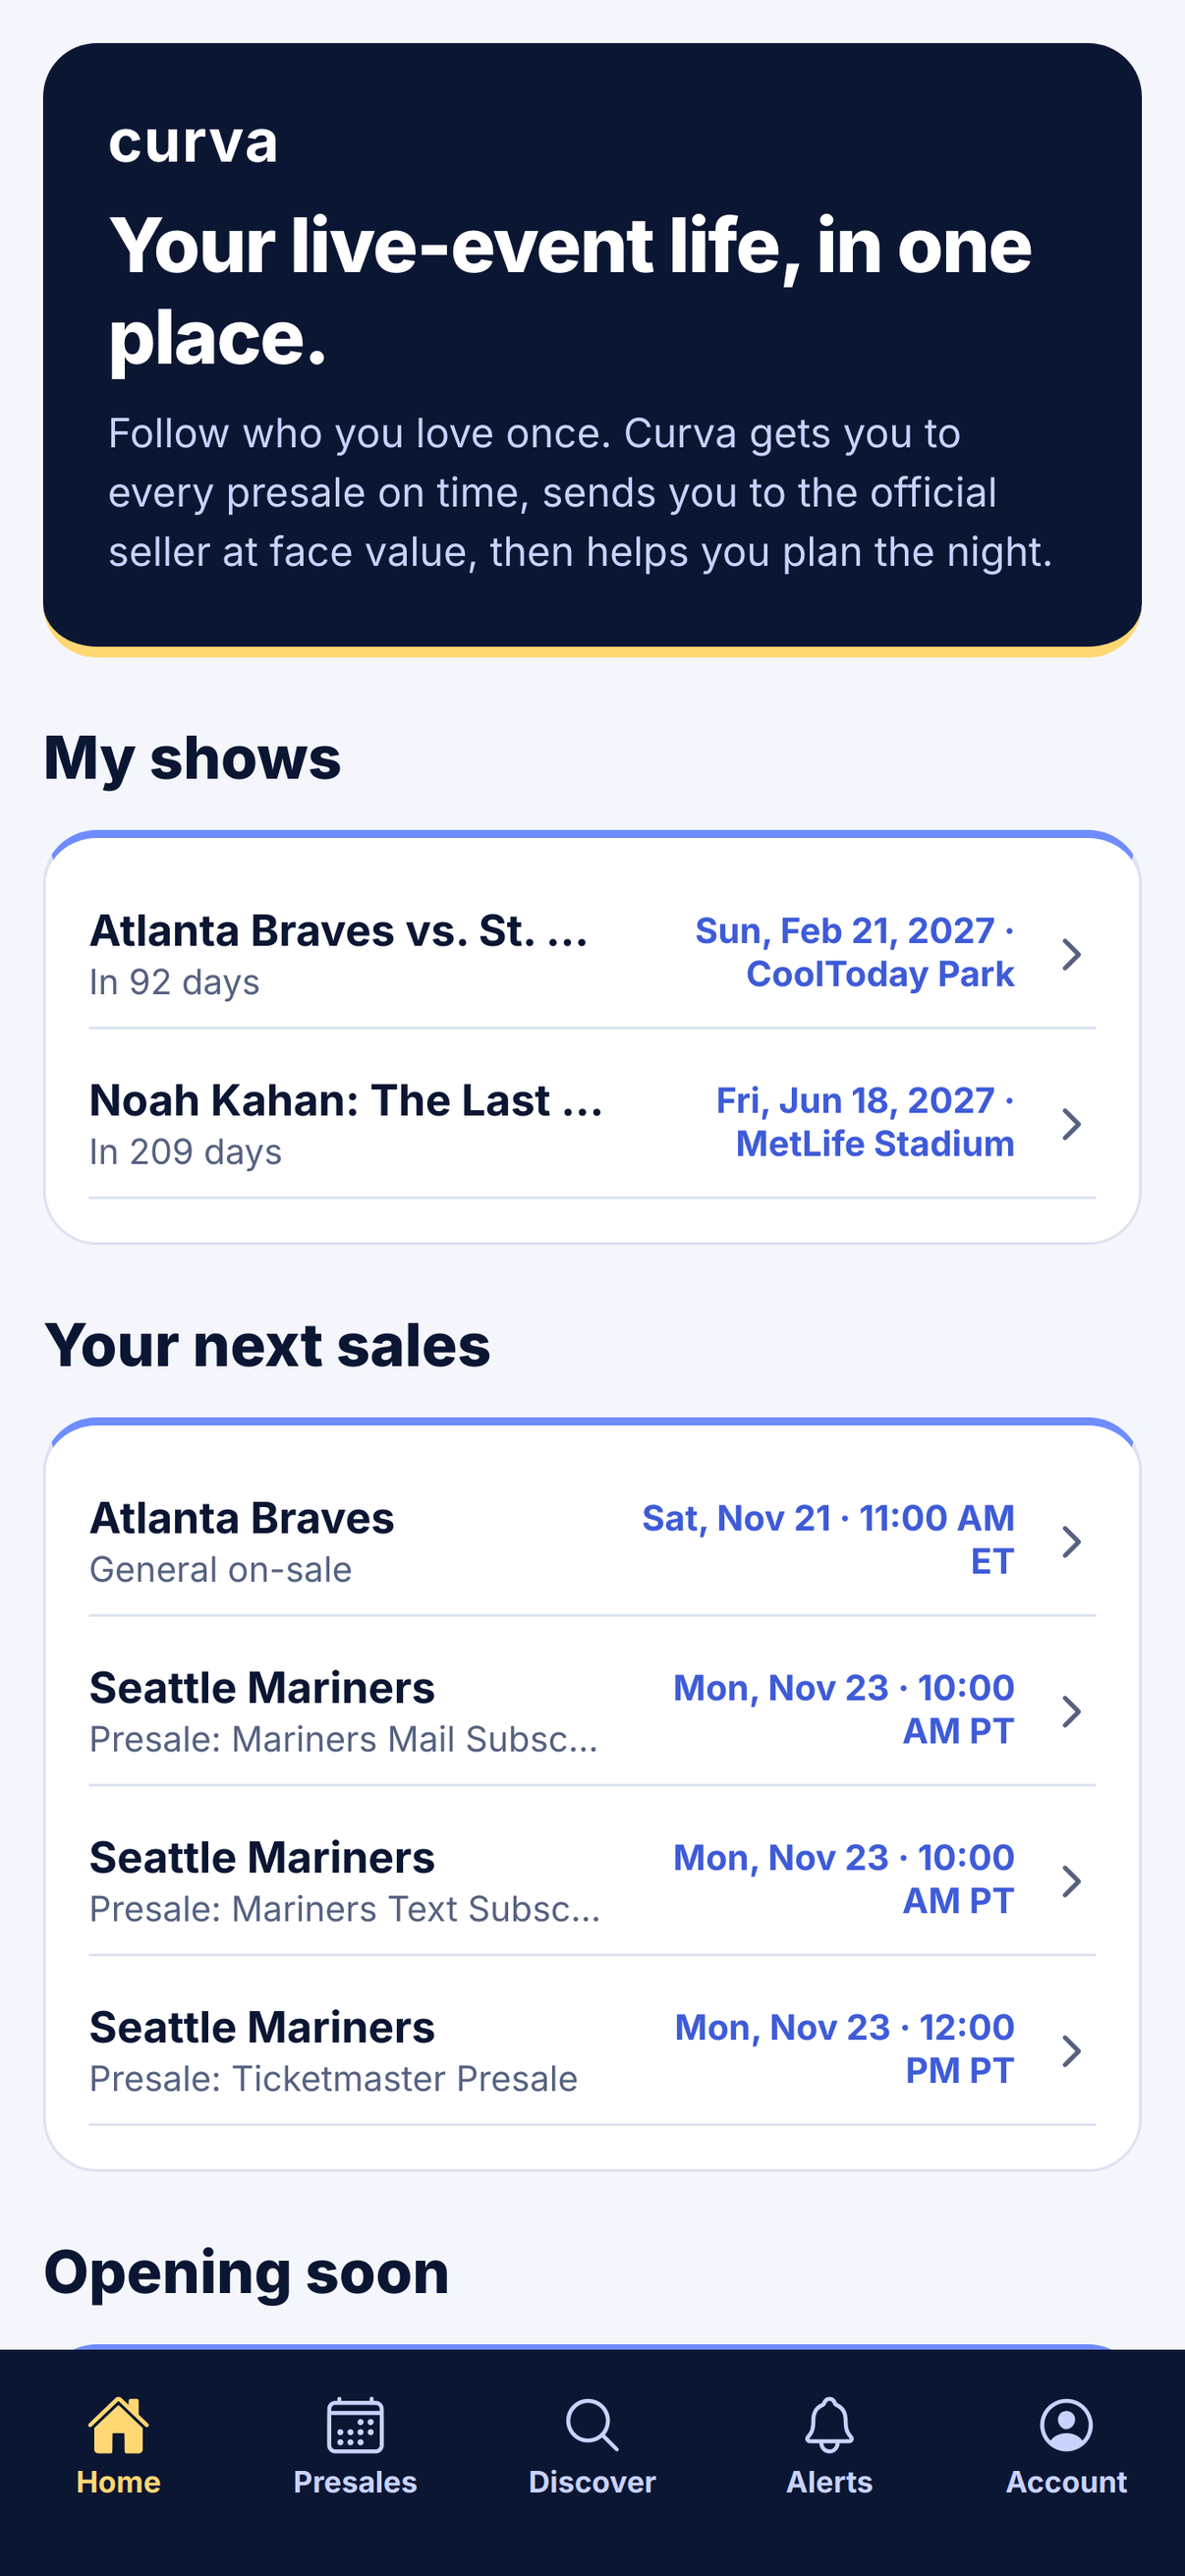 curva
Your live-event life, in one
place.
Follow who you love once. Curva gets you to
every presale on time, sends you to the official
seller at face value, then helps you plan the night.
My shows
Atlanta Braves vs. St. ...
In 92 days
Sun, Feb 21, 2027 ·
CoolToday Park
Noah Kahan: The Last ...
In 209 days
Fri, Jun 18, 2027 ·
MetLife Stadium
Your next sales
Atlanta Braves
General on-sale
Sat, Nov 21 · 11:00 AM
ET
Seattle Mariners
Presale: Mariners Mail Subsc...
Mon, Nov 23 · 10:00
AM PT
Seattle Mariners
Presale: Mariners Text Subsc...
Mon, Nov 23 · 10:00
AM PT
Seattle Mariners
Presale: Ticketmaster Presale
Mon, Nov 23 · 12:00
PM PT
Opening soon
Home
Presales
Discover
Alerts
Account